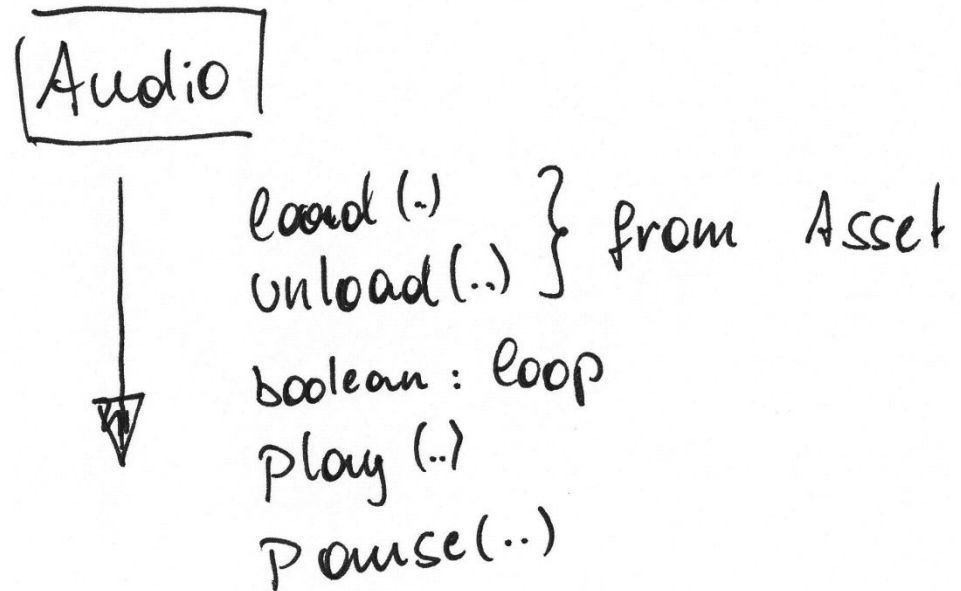 Audio
load (..)
unload (..) } from Asset
boolean : loop
play (..)
pause (..)